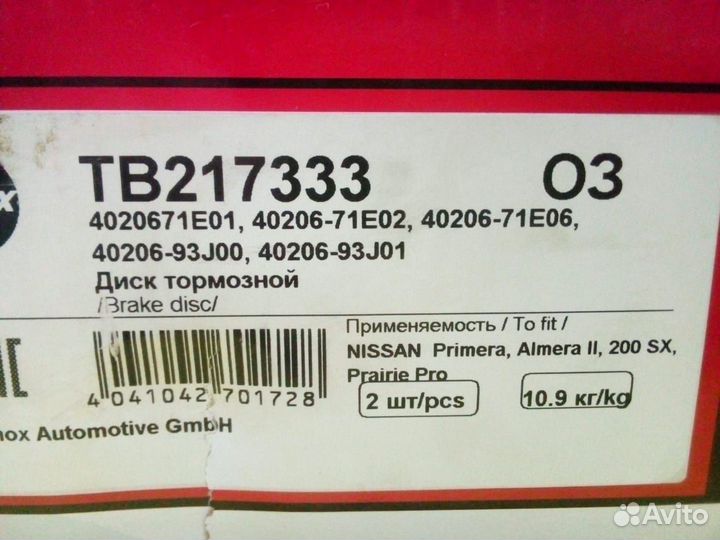 TB217333 O3
4020671E01, 40206-71E02, 40206-71E06,
40206-93J00, 40206-93J01
Диск тормозной
/Brake disc/
Применяемость / To fit /
NISSAN Primera, Almera II, 200 SX,
Prairie Pro
2 шт/pcs 10.9 кг/kg
4 041042 701728
Automotive GmbH
Avito